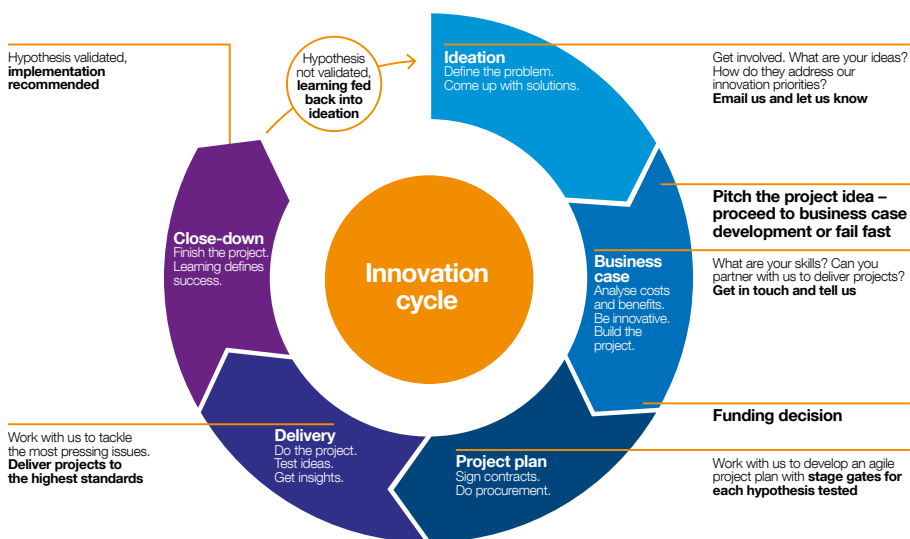 Hypothesis validated,
implementation
recommended
Hypothesis
not validated,
learning fed
back into
ideation
Ideation
Define the problem.
Come up with solutions.
Get involved. What are your ideas?
How do they address our
innovation priorities?
Email us and let us know
Pitch the project idea –
proceed to business case
development or fail fast
Close-down
Finish the project.
Learning defines
success.
Innovation
cycle
Business
case
Analyse costs
and benefits.
Be innovative.
Build the
project.
What are your skills? Can you
partner with us to deliver projects?
Get in touch and tell us
Funding decision
Work with us to tackle
the most pressing issues.
Deliver projects to
the highest standards
Delivery
Do the project.
Test ideas.
Get insights.
Project plan
Sign contracts.
Do procurement.
Work with us to develop an agile
project plan with stage gates for
each hypothesis tested